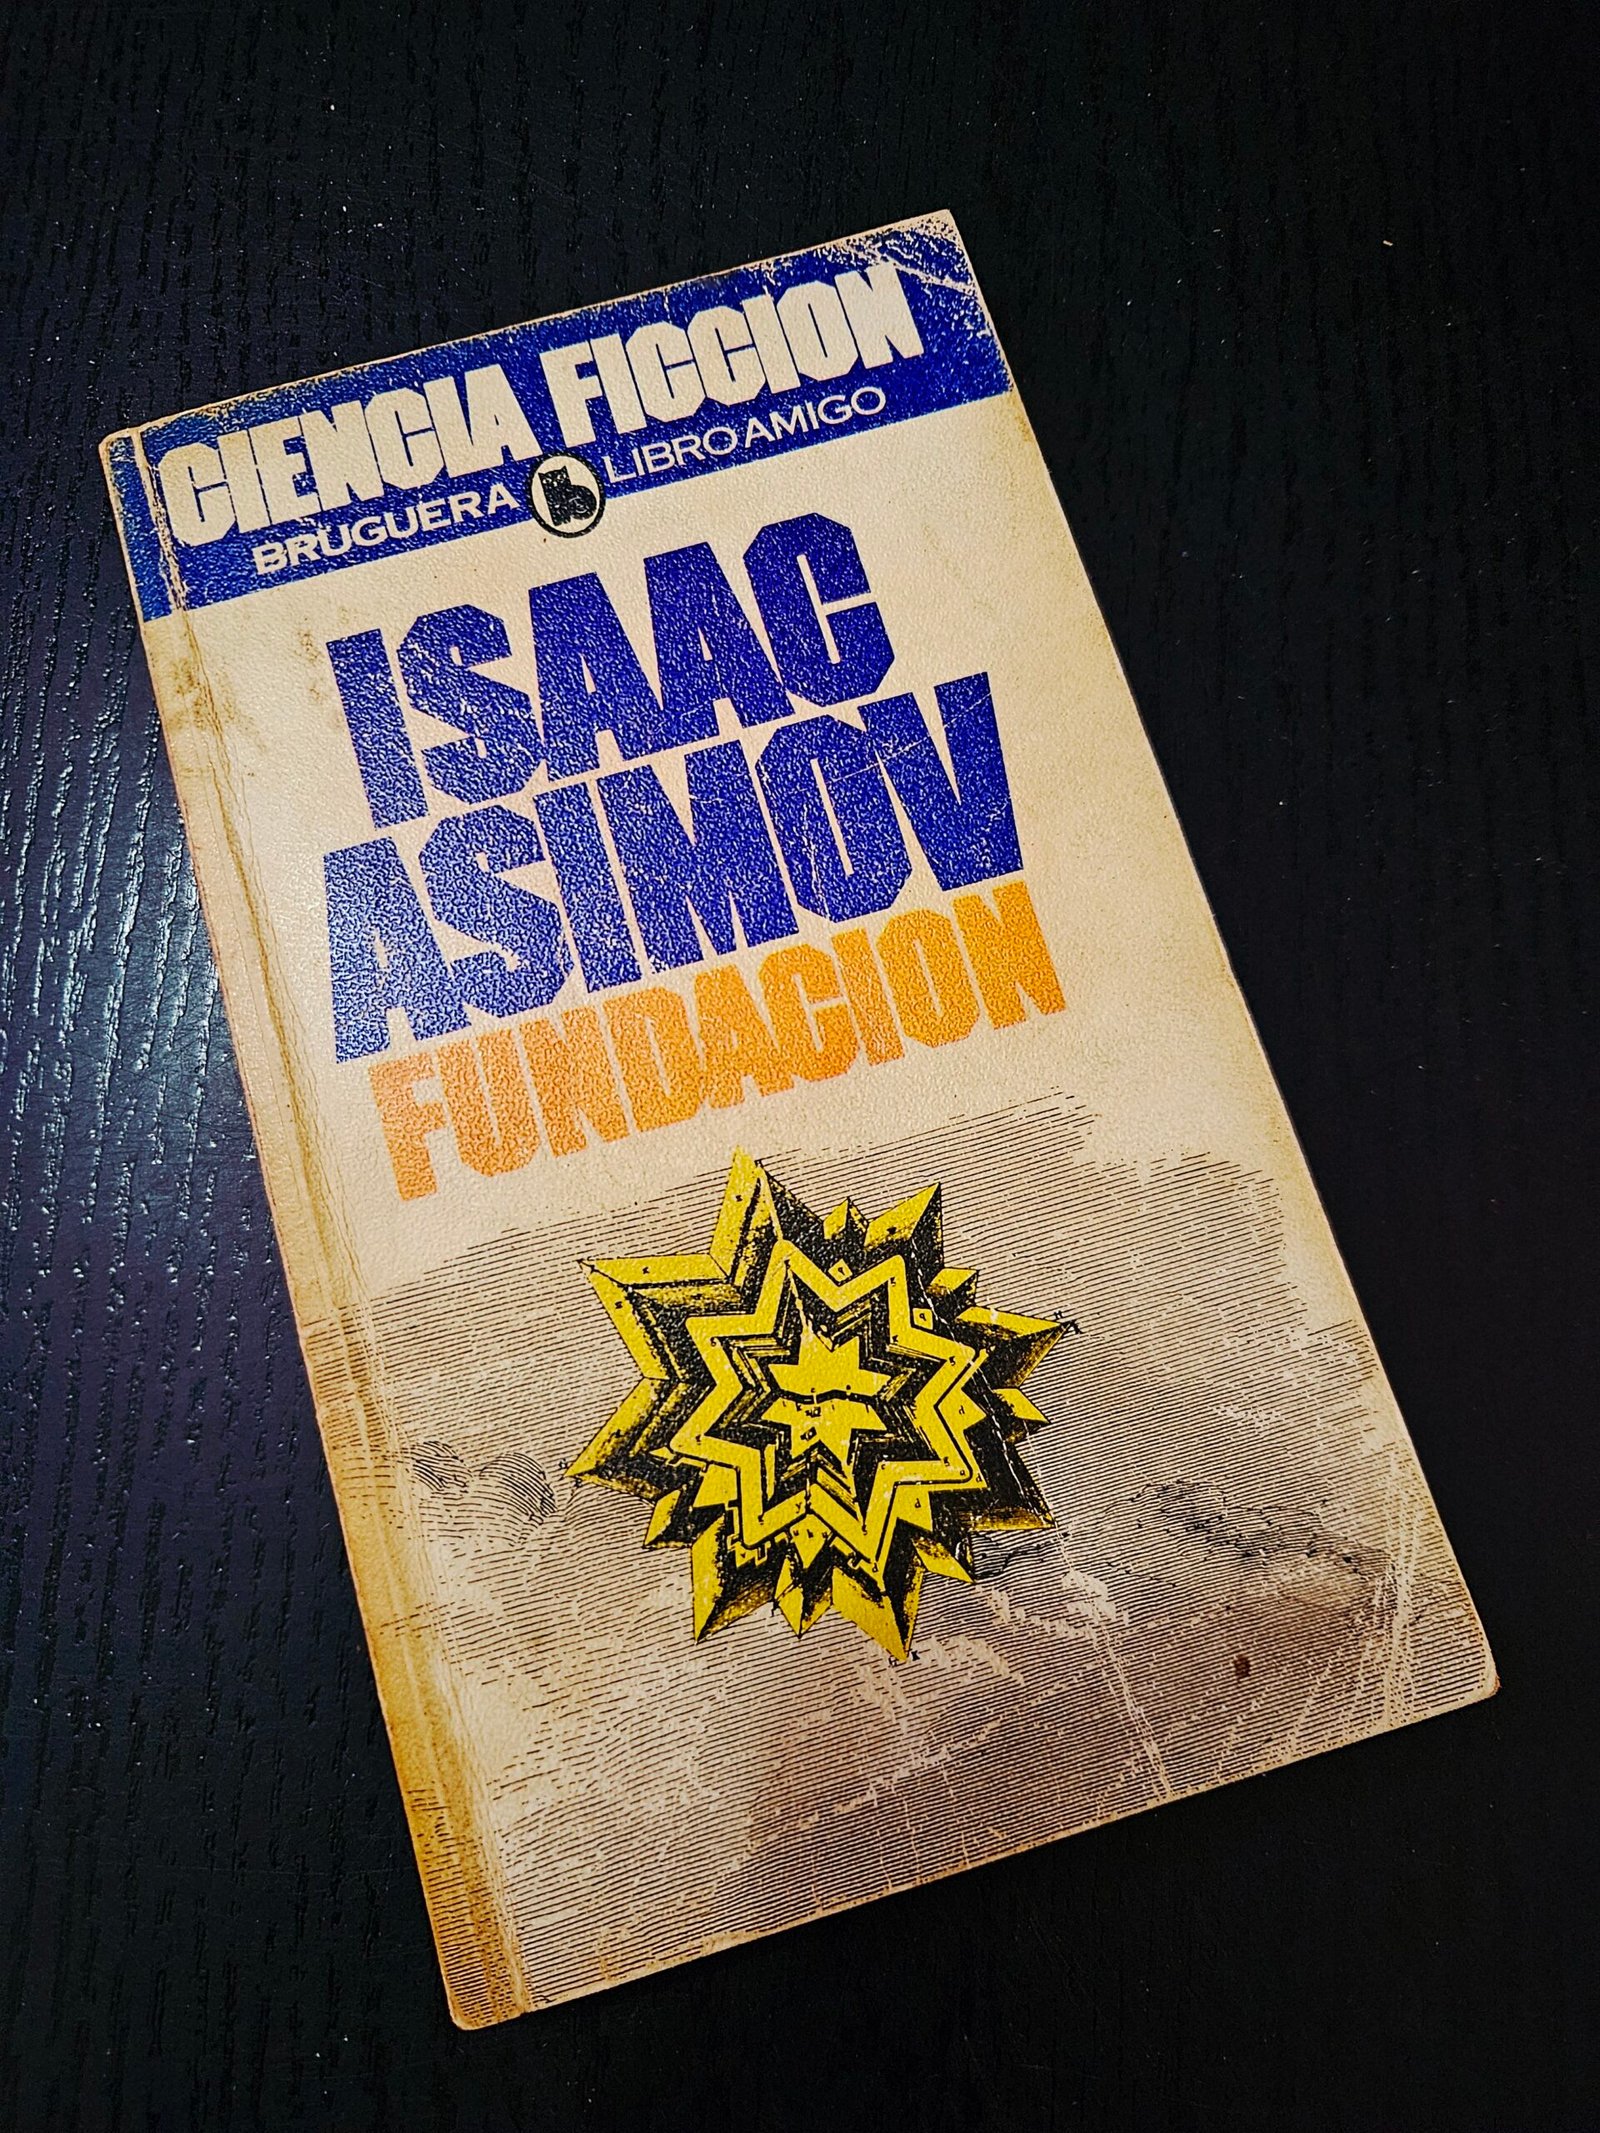 CIENCIA FICCION
BRUGUERA LIBRO AMIGO
ISAAC
ASIMOV
FUNDACION